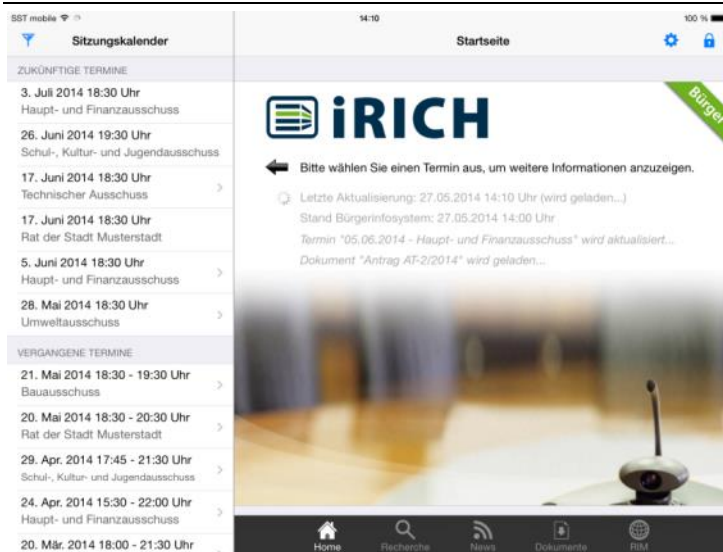 SST mobile
14:10
100 %
Sitzungskalender
Startseite
ZUKÜNFTIGE TERMINE
3. Juli 2014 18:30 Uhr
Haupt- und Finanzausschuss
26. Juni 2014 19:30 Uhr
Schul-, Kultur- und Jugendausschuss
17. Juni 2014 18:30 Uhr
Technischer Ausschuss
17. Juni 2014 18:30 Uhr
Rat der Stadt Musterstadt
5. Juni 2014 18:30 Uhr
Haupt- und Finanzausschuss
28. Mai 2014 18:30 Uhr
Umweltausschuss
VERGANGENE TERMINE
21. Mai 2014 18:30 - 19:30 Uhr
Bauausschuss
20. Mai 2014 18:30 - 20:30 Uhr
Rat der Stadt Musterstadt
29. Apr. 2014 17:45 - 21:30 Uhr
Schul-, Kultur- und Jugendausschuss
24. Apr. 2014 15:30 - 22:00 Uhr
Haupt- und Finanzausschuss
20. Mär. 2014 18:00 - 21:30 Uhr
iRICH
Bürger
Bitte wählen Sie einen Termin aus, um weitere Informationen anzuzeigen.
Letzte Aktualisierung: 27.05.2014 14:10 Uhr (wird geladen...)
Stand Bürgerinfosystem: 27.05.2014 14:00 Uhr
Termin "05.06.2014 - Haupt- und Finanzausschuss" wird aktualisiert...
Dokument "Antrag AT-2/2014" wird geladen...
Home
Recherche
News
Dokumente
RIM